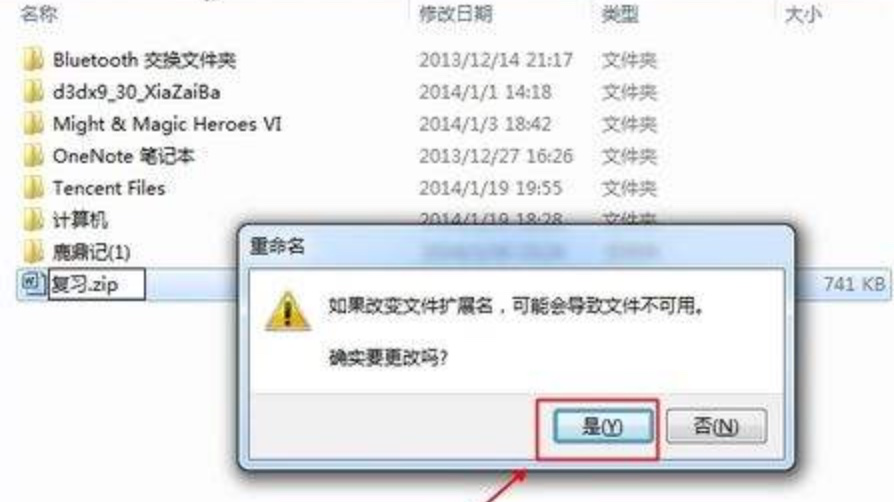 名称 修改日期 类型 大小
Bluetooth 交换文件夹 2013/12/14 21:17 文件夹
d3dx9_30_XiaZaiBa 2014/1/1 14:18 文件夹
Might & Magic Heroes VI 2014/1/3 18:42 文件夹
OneNote 笔记本 2013/12/27 16:26 文件夹
Tencent Files 2014/1/19 19:55 文件夹
计算机 2014/1/19 18:28 文件夹
鹿鼎记(1)
复习.zip 741 KB
重命名
如果改变文件扩展名，可能会导致文件不可用。
确实要更改吗?
是(Y) 否(N)